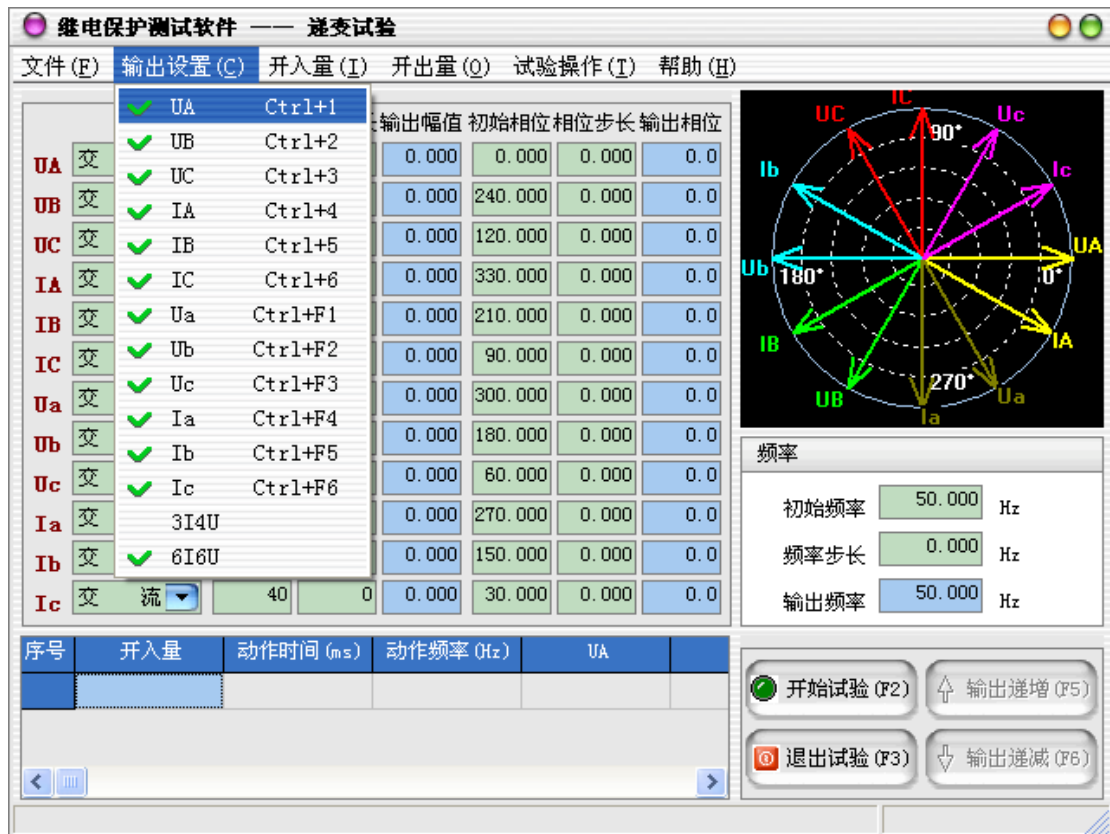 继电保护测试软件 —— 递变试验
文件(F) 输出设置(C) 开入量(I) 开出量(O) 试验操作(T) 帮助(H)
UA Ctrl+1
UB Ctrl+2
UC Ctrl+3
IA Ctrl+4
IB Ctrl+5
IC Ctrl+6
Ua Ctrl+F1
Ub Ctrl+F2
Uc Ctrl+F3
Ia Ctrl+F4
Ib Ctrl+F5
Ic Ctrl+F6
3I4U
6I6U
输出幅值 初始相位 相位步长 输出相位
UA 交 0.000 0.000 0.000 0.0
UB 交 0.000 240.000 0.000 0.0
UC 交 0.000 120.000 0.000 0.0
IA 交 0.000 330.000 0.000 0.0
IB 交 0.000 210.000 0.000 0.0
IC 交 0.000 90.000 0.000 0.0
Ua 交 0.000 300.000 0.000 0.0
Ub 交 0.000 180.000 0.000 0.0
Uc 交 0.000 60.000 0.000 0.0
Ia 交 0.000 270.000 0.000 0.0
Ib 交 0.000 150.000 0.000 0.0
Ic 交 流 40 0 0.000 30.000 0.000 0.0
UC IC Uc
90°
Ib Ic
Ub 180° 0° UA
IB IA
UB 270° Ua
Ia
频率
初始频率 50.000 Hz
频率步长 0.000 Hz
输出频率 50.000 Hz
序号 开入量 动作时间(ms) 动作频率(Hz) UA
开始试验(F2) 输出递增(F5)
退出试验(F3) 输出递减(F6)